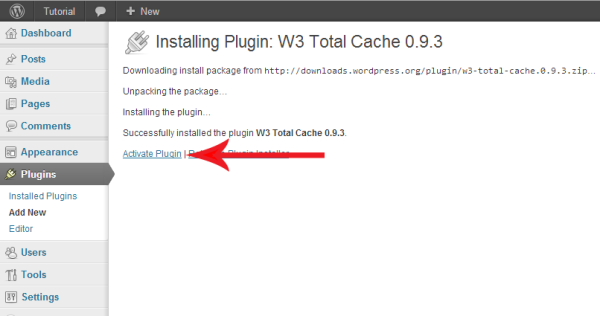 Tutorial
+ New
Dashboard
Posts
Media
Pages
Comments
Appearance
Plugins
Installed Plugins
Add New
Editor
Users
Tools
Settings
Installing Plugin: W3 Total Cache 0.9.3
Downloading install package from http://downloads.wordpress.org/plugin/w3-total-cache.0.9.3.zip…
Unpacking the package…
Installing the plugin…
Successfully installed the plugin W3 Total Cache 0.9.3.
Activate Plugin | Plugin Installer